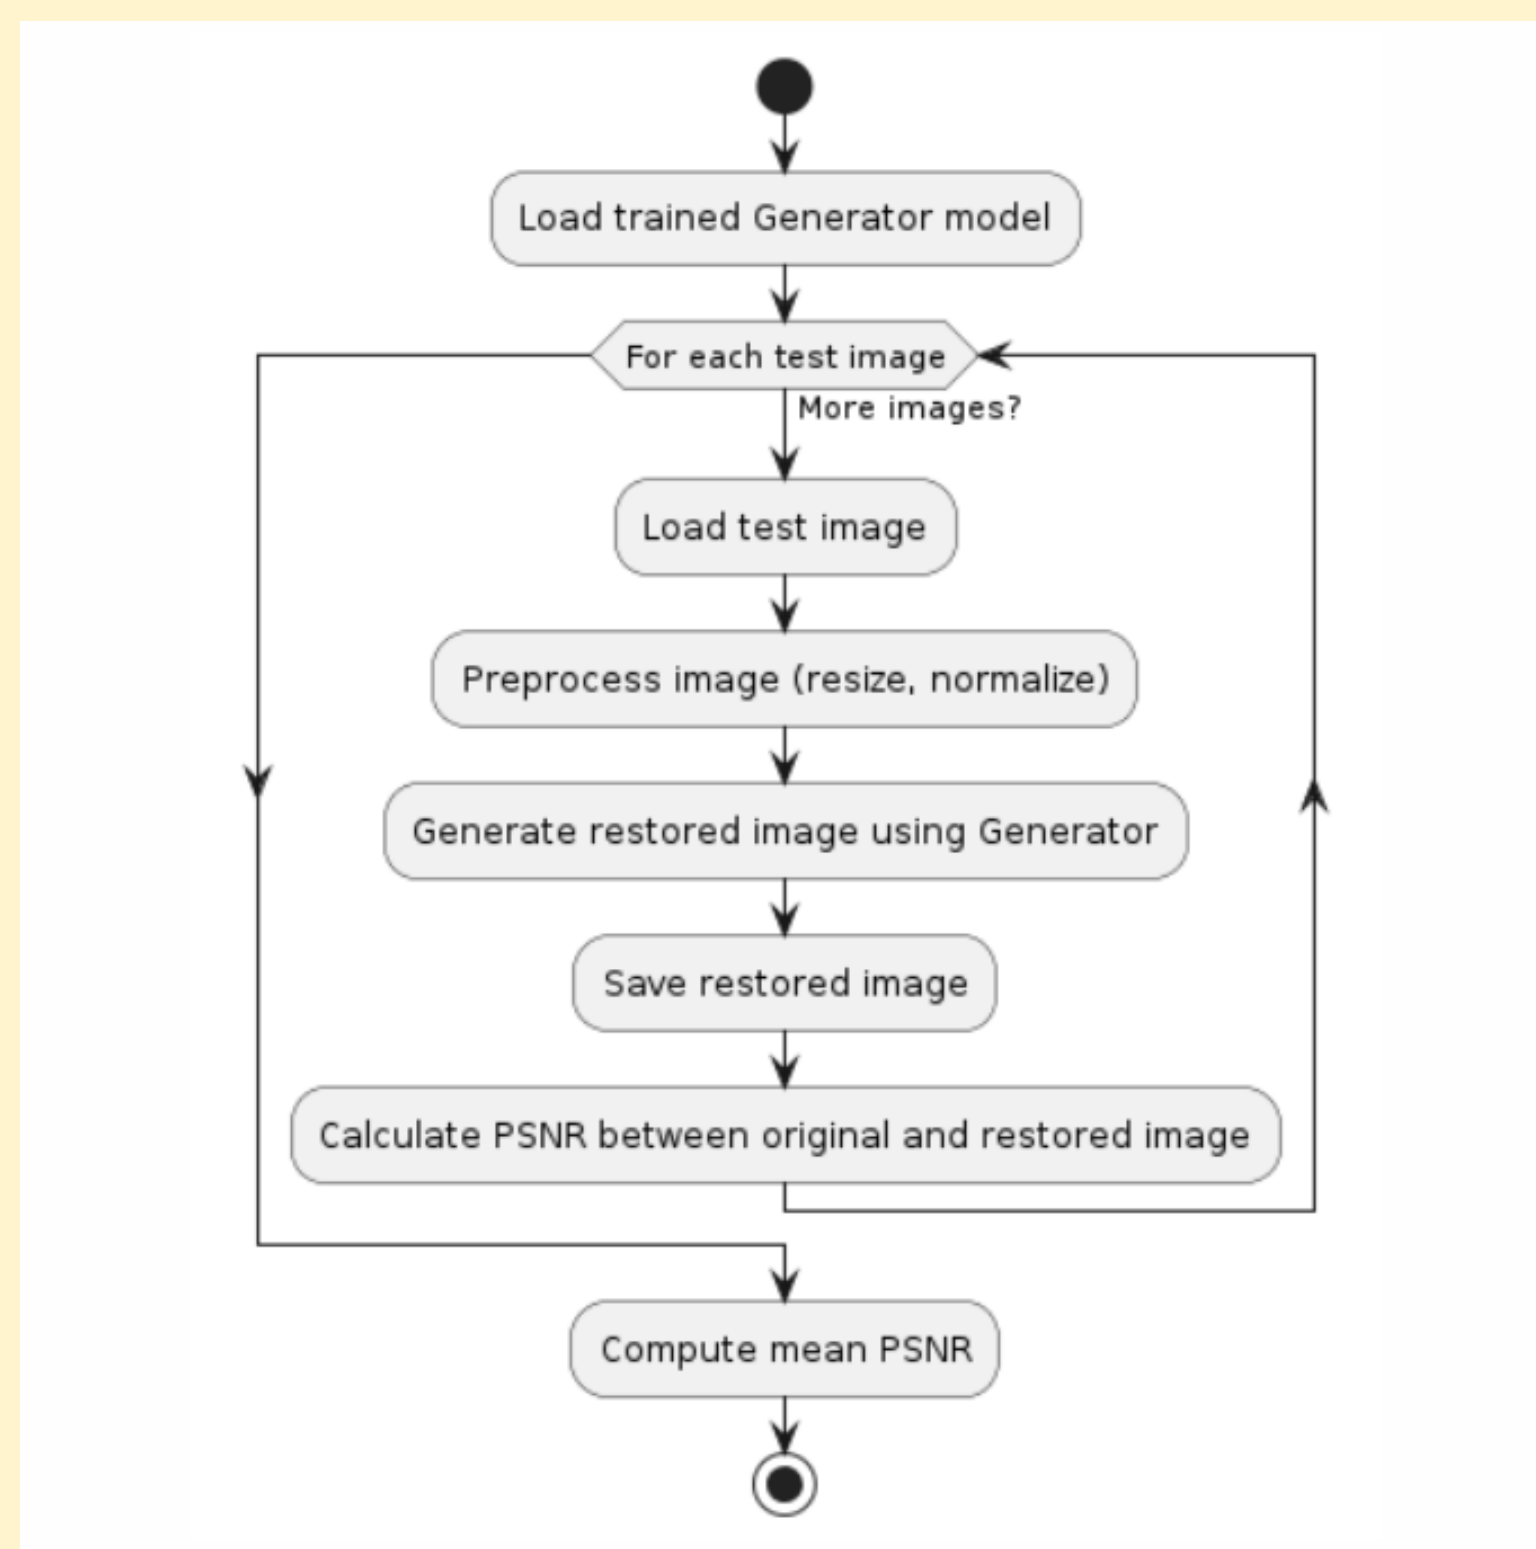 Load trained Generator model
For each test image
More images?
Load test image
Preprocess image (resize, normalize)
Generate restored image using Generator
Save restored image
Calculate PSNR between original and restored image
Compute mean PSNR